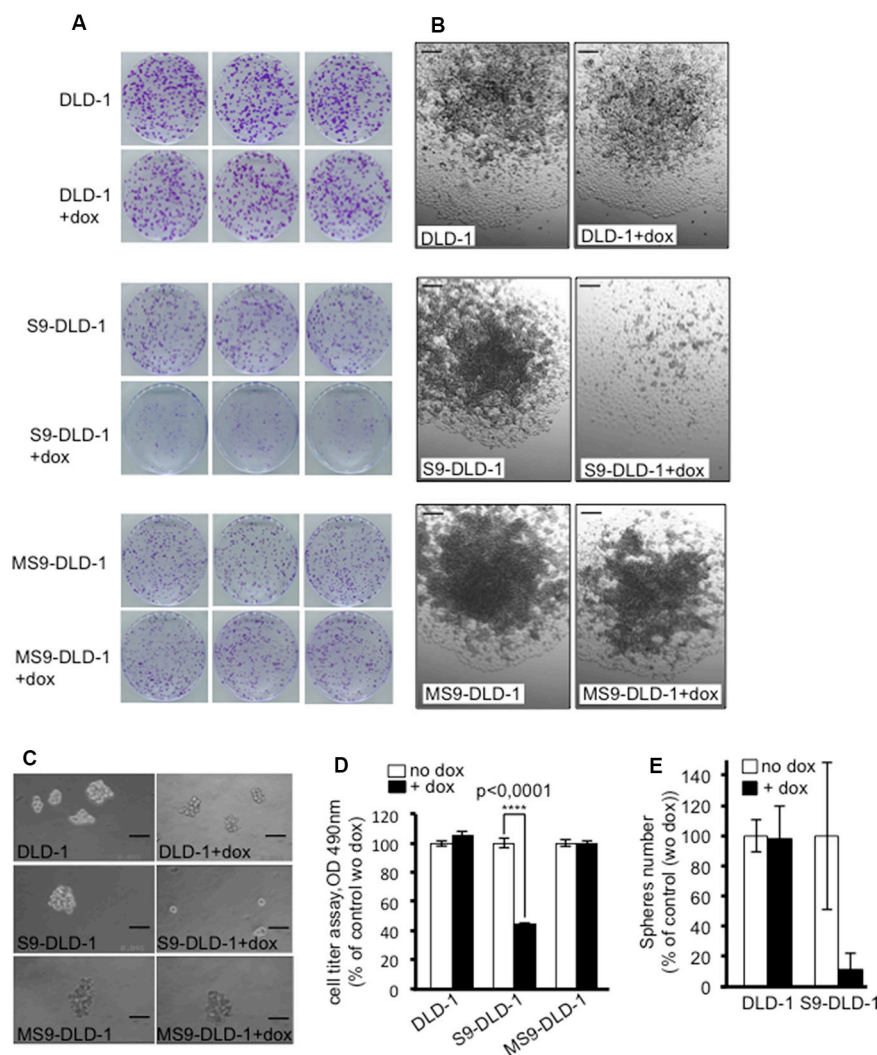 A
B
DLD-1
DLD-1
+dox
DLD-1
DLD-1+dox
S9-DLD-1
S9-DLD-1
+dox
S9-DLD-1
S9-DLD-1+dox
MS9-DLD-1
MS9-DLD-1
+dox
MS9-DLD-1
MS9-DLD-1+dox
C
DLD-1
DLD-1+dox
S9-DLD-1
S9-DLD-1+dox
MS9-DLD-1
MS9-DLD-1+dox
D
no dox
+ dox
p<0,0001
****
cell titer assay,OD 490nm
(% of control wo dox)
120
100
80
60
40
20
0
DLD-1
S9-DLD-1
MS9-DLD-1
E
no dox
+ dox
Spheres number
(% of control (wo dox))
140
120
100
80
60
40
20
0
DLD-1 S9-DLD-1